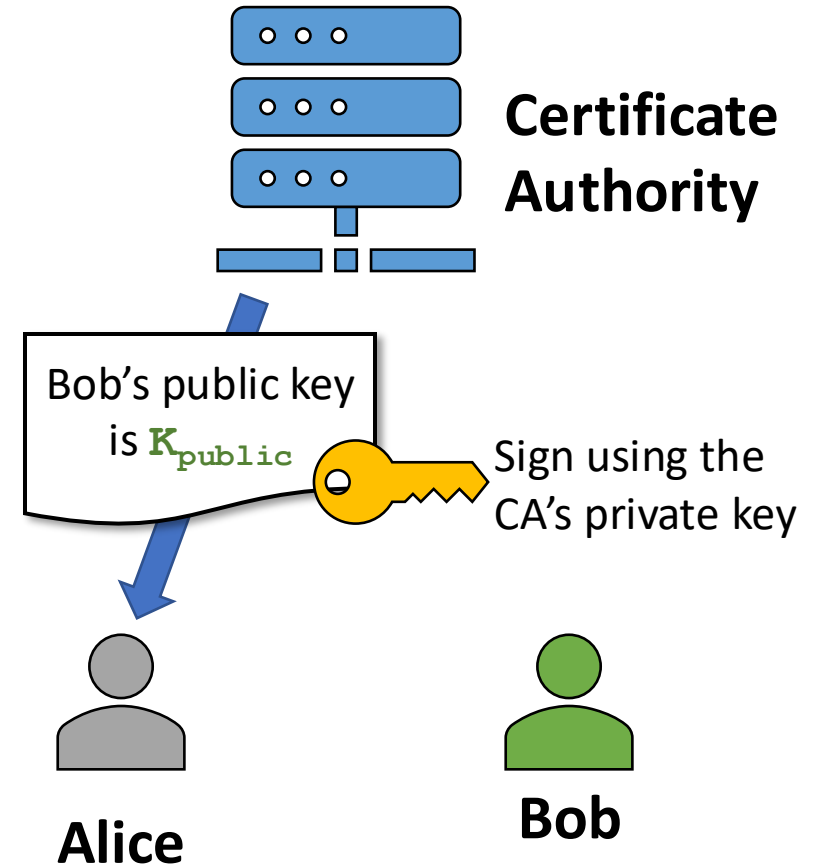 Certificate
Authority
Bob’s public key
is Kpublic
Sign using the
CA’s private key
Alice
Bob